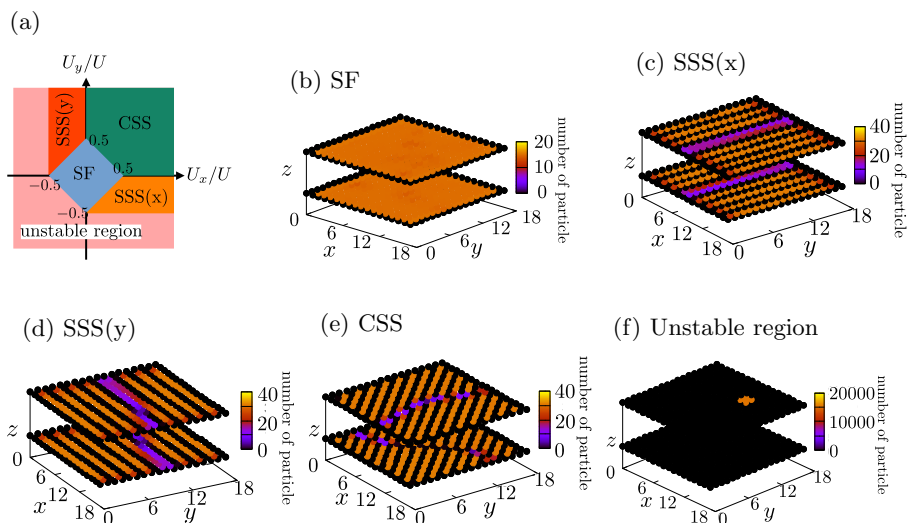 (a)
U_y/U
SSS(y)
CSS
0.5
SF
0.5
U_x/U
−0.5
SSS(x)
−0.5
unstable region
(b) SF
z
0
6
12
18
x
0
6
12
18
y
20
10
0
number of particle
(c) SSS(x)
z
0
6
12
18
x
0
6
12
18
y
40
20
0
number of particle
(d) SSS(y)
z
0
6
12
18
x
0
6
12
18
y
40
20
0
number of particle
(e) CSS
z
0
6
12
18
x
0
6
12
18
y
40
20
0
number of particle
(f) Unstable region
z
0
6
12
18
x
0
6
12
18
y
20000
10000
0
number of particle